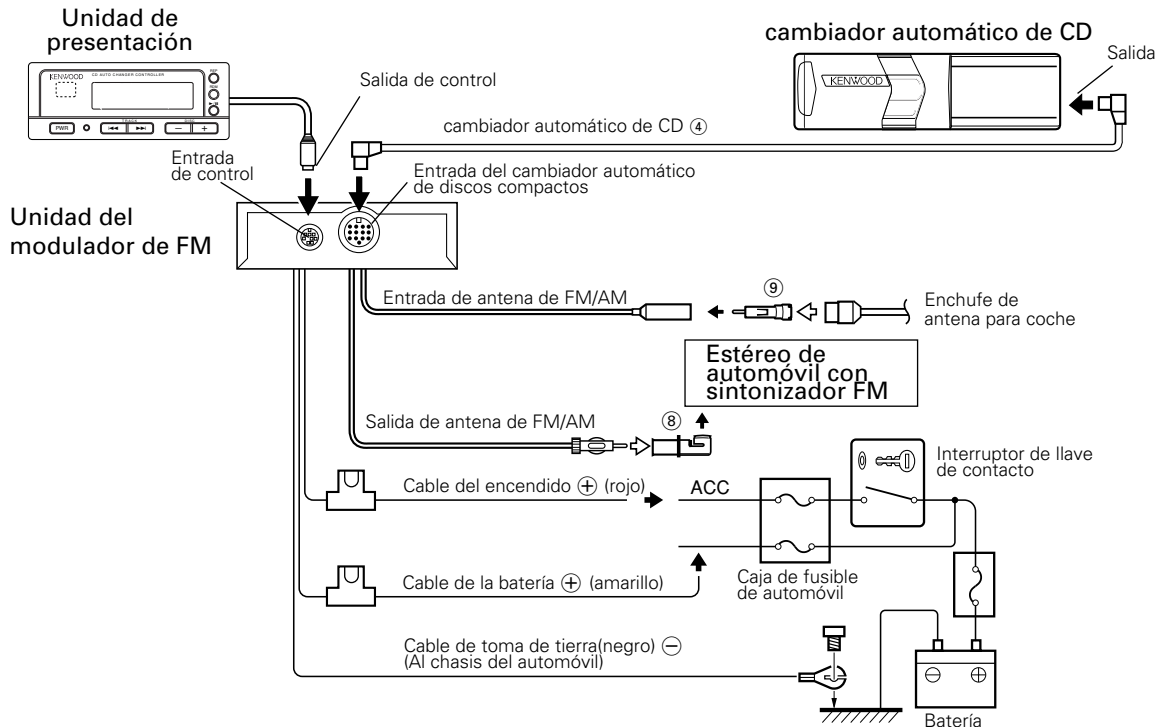 Unidad de
presentación
KENWOOD
CD AUTO CHANGER CONTROLLER
PWR
TRACK
DISC
Salida de control
cambiador automático de CD
KENWOOD
Salida
cambiador automático de CD ④
Entrada
de control
Entrada del cambiador automático
de discos compactos
Unidad del
modulador de FM
Entrada de antena de FM/AM
⑨
Enchufe de
antena para coche
Estéreo de
automóvil con
sintonizador FM
Salida de antena de FM/AM
⑧
Cable del encendido ⊕ (rojo)
ACC
Interruptor de llave
de contacto
Cable de la batería ⊕ (amarillo)
Caja de fusible
de automóvil
Cable de toma de tierra(negro) ⊖
(Al chasis del automóvil)
⊖ ⊕
Batería